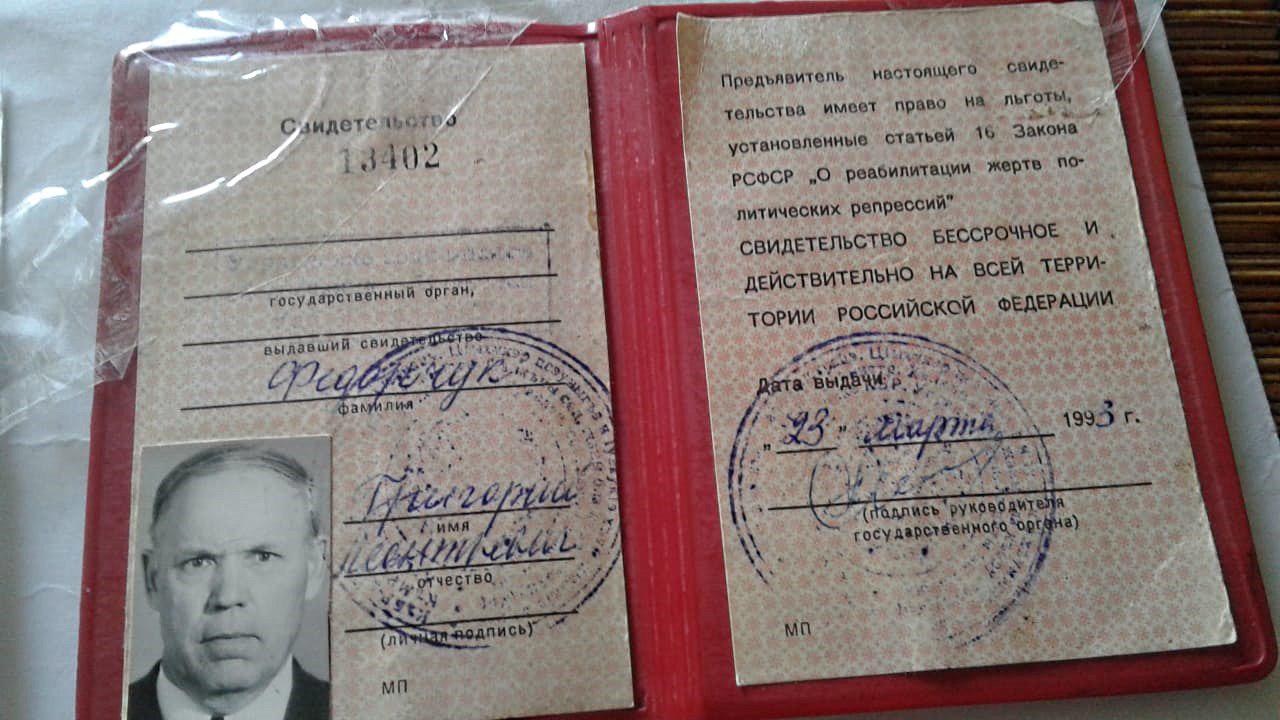 Свидетельство
13402
государственный орган,
выдавший свидетельство
фамилия
Григорий
имя
Леонтьевич
отчество
(личная подпись)
МП
Предъявитель настоящего свиде-
тельства имеет право на льготы,
установленные статьей 16 Закона
РСФСР „О реабилитации жертв по-
литических репрессий"
СВИДЕТЕЛЬСТВО БЕССРОЧНОЕ И
ДЕЙСТВИТЕЛЬНО НА ВСЕЙ ТЕРРИ-
ТОРИИ РОССИЙСКОЙ ФЕДЕРАЦИИ
Дата выдачи
„23" марта 1993 г.
(подпись руководителя
государственного органа)
МП